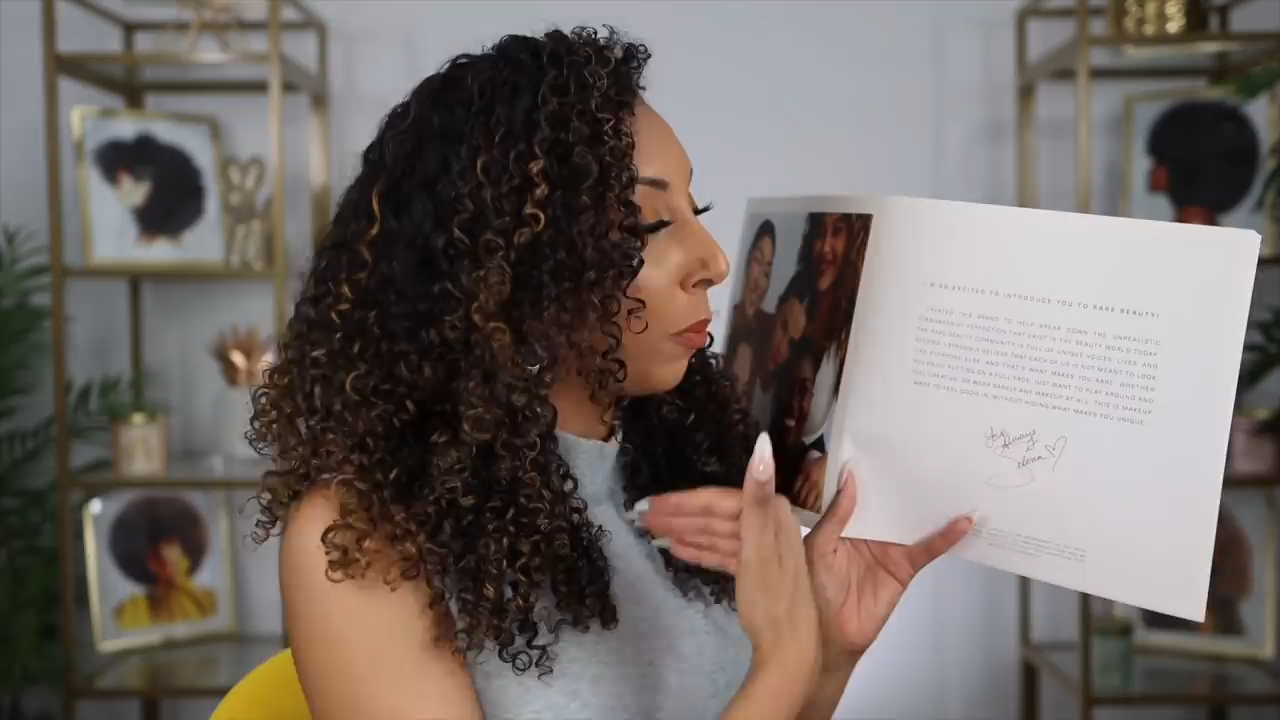 I'M SO EXCITED TO INTRODUCE YOU TO RARE BEAUTY!
I CREATED THIS BRAND TO HELP BREAK DOWN THE UNREALISTIC
STANDARDS OF PERFECTION THAT EXIST IN THE BEAUTY WORLD TODAY.
THE RARE BEAUTY COMMUNITY IS FULL OF UNIQUE VOICES, LIVES, AND
STORIES. I STRONGLY BELIEVE THAT EACH OF US IS NOT MEANT TO LOOK
LIKE EVERYONE ELSE, AND THAT'S WHAT MAKES YOU RARE. WHETHER
YOU ENJOY PUTTING ON A FULL FACE, JUST WANT TO PLAY AROUND AND
FEEL CREATIVE, OR WEAR BARELY ANY MAKEUP AT ALL, THIS IS MAKEUP
MADE TO FEEL GOOD IN, WITHOUT HIDING WHAT MAKES YOU UNIQUE.
Always
Selena